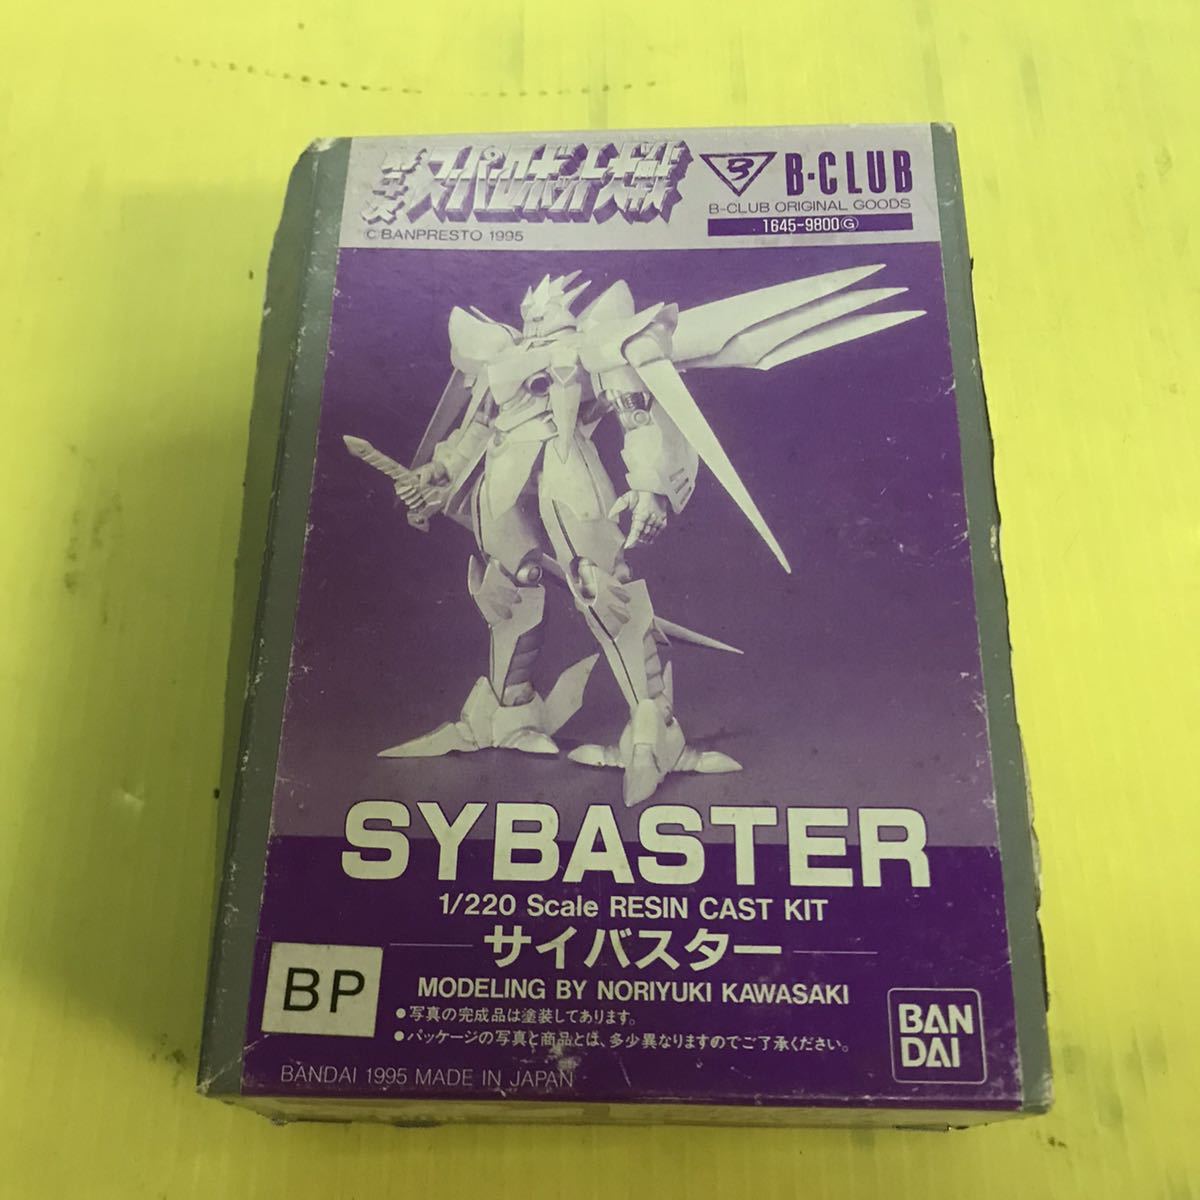 第4次スーパーロボット大戦
© BANPRESTO 1995
B
B-CLUB
B-CLUB ORIGINAL GOODS
1645-9800Ⓖ
SYBASTER
1/220 Scale RESIN CAST KIT
サイバスター
MODELING BY NORIYUKI KAWASAKI
BP
●写真の完成品は塗装してあります。
●パッケージの写真と商品とは、多少異なりますのでご了承ください。
BAN
DAI
BANDAI 1995 MADE IN JAPAN